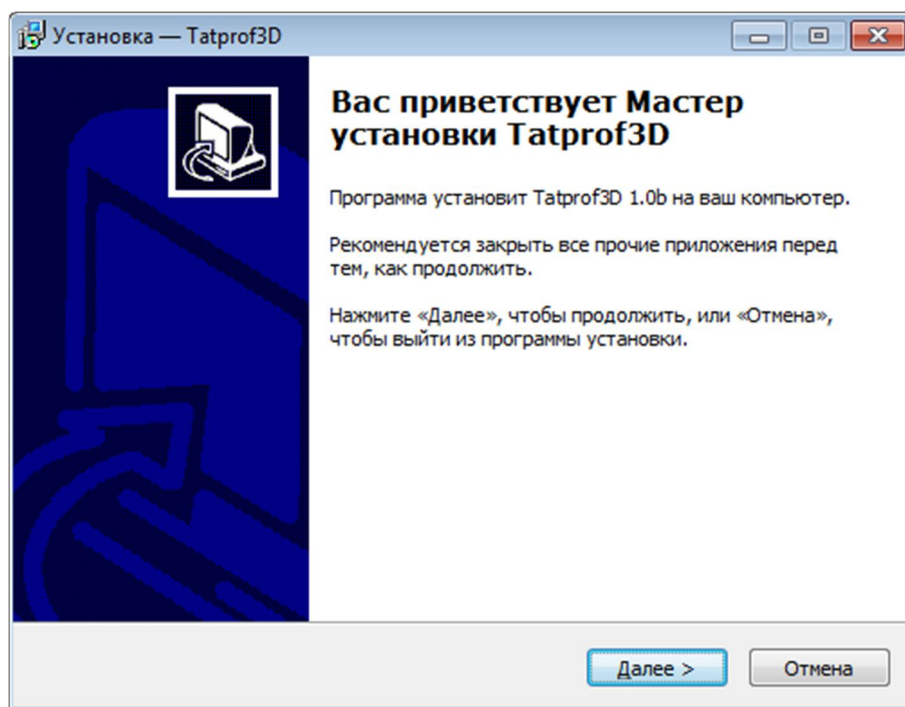 Установка — Tatprof3D
Вас приветствует Мастер
установки Tatprof3D
Программа установит Tatprof3D 1.0b на ваш компьютер.
Рекомендуется закрыть все прочие приложения перед
тем, как продолжить.
Нажмите «Далее», чтобы продолжить, или «Отмена»,
чтобы выйти из программы установки.
Далее >
Отмена